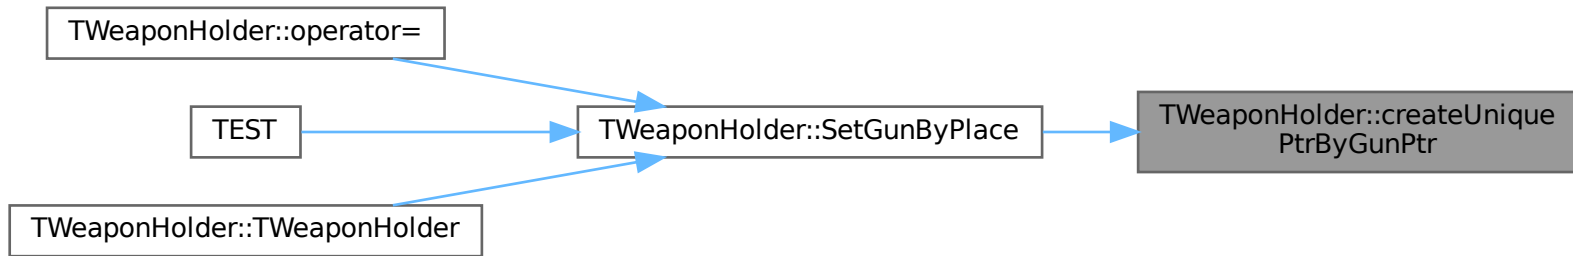 TWeaponHolder::operator=
TEST
TWeaponHolder::TWeaponHolder
TWeaponHolder::SetGunByPlace
TWeaponHolder::createUnique
PtrByGunPtr